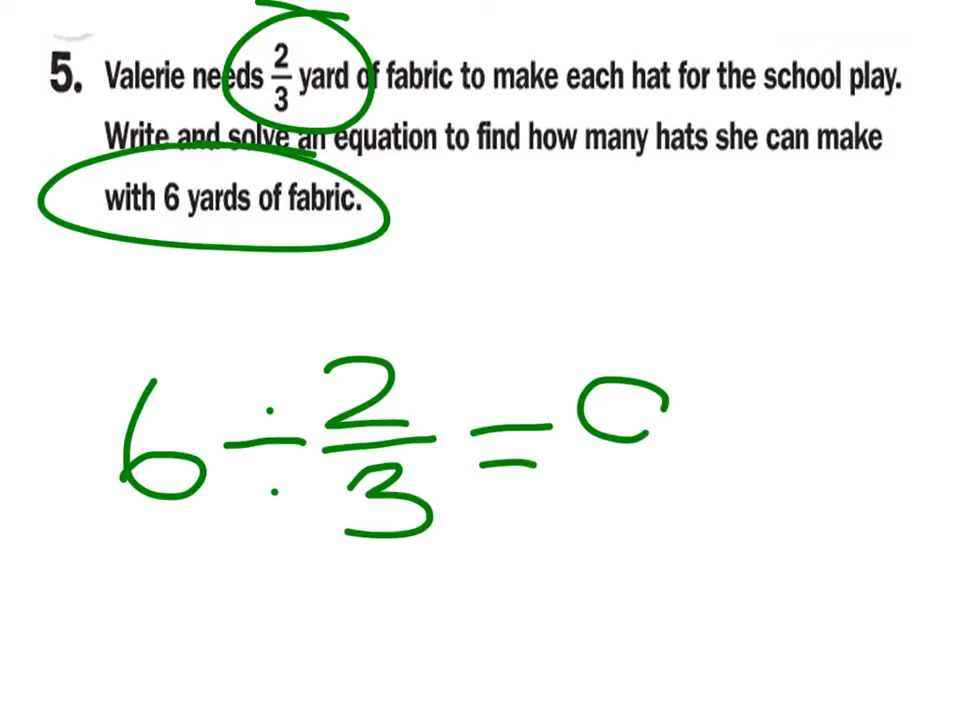 5. Valerie needs 2/3 yard of fabric to make each hat for the school play.
Write and solve an equation to find how many hats she can make
with 6 yards of fabric.
6 ÷ 2/3 =